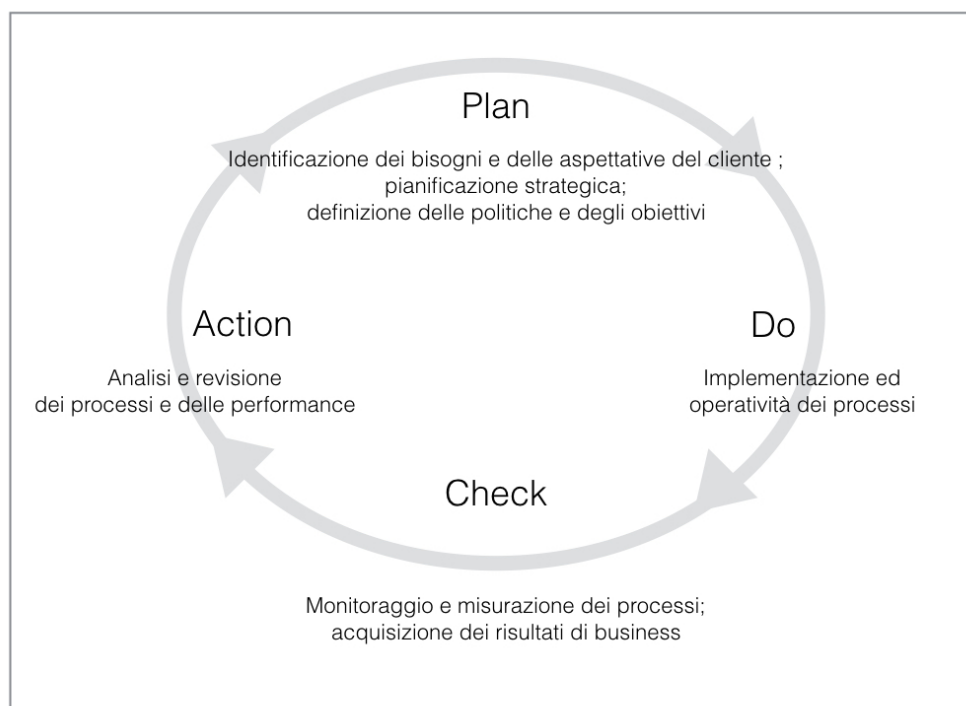 Plan
Identificazione dei bisogni e delle aspettative del cliente ;
pianificazione strategica;
definizione delle politiche e degli obiettivi
Action
Analisi e revisione
dei processi e delle performance
Do
Implementazione ed
operatività dei processi
Check
Monitoraggio e misurazione dei processi;
acquisizione dei risultati di business